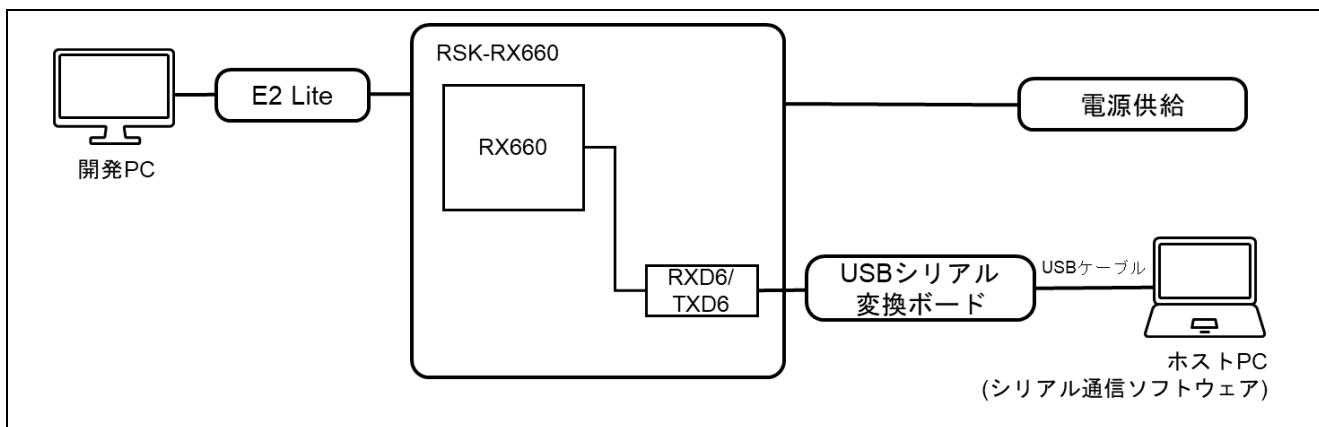 RSK-RX660
E2 Lite
電源供給
RX660
開発PC
RXD6/
TXD6
USBシリアル
変換ボード
USBケーブル
ホストPC
(シリアル通信ソフトウェア)